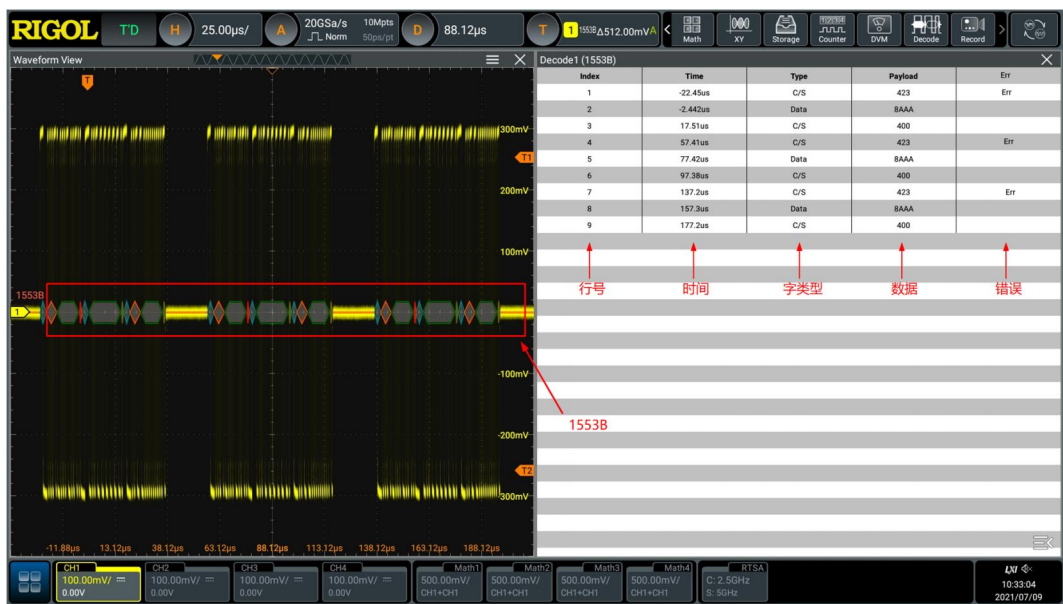 RIGOL T'D H 25.00μs/ A 20GSa/s 10Mpts Norm 50ps/pt D 88.12μs T 1 1553B Δ512.00mV A < Math XY Storage Counter DVM Decode Record >
1234
Waveform View
Decode1 (1553B)
Index Time Type Payload Err
1 -22.45us C/S 423 Err
2 -2.442us Data 8AAA
3 17.51us C/S 400
4 57.41us C/S 423 Err
5 77.42us Data 8AAA
6 97.38us C/S 400
7 137.2us C/S 423 Err
8 157.3us Data 8AAA
9 177.2us C/S 400
行号 时间 字类型 数据 错误
1553B
T
300mV
T1
200mV
100mV
1553B
1
-100mV
-200mV
T2
-300mV
-11.88μs 13.12μs 38.12μs 63.12μs 88.12μs 113.12μs 138.12μs 163.12μs 188.12μs
CH1 100.00mV/ 0.00V
CH2 100.00mV/ 0.00V
CH3 100.00mV/ 0.00V
CH4 100.00mV/ 0.00V
Math1 500.00mV/ CH1+CH1
Math2 500.00mV/ CH1+CH1
Math3 500.00mV/ CH1+CH1
Math4 500.00mV/ CH1+CH1
RTSA C: 2.5GHz S: 5GHz
LXI
10:33:04
2021/07/09